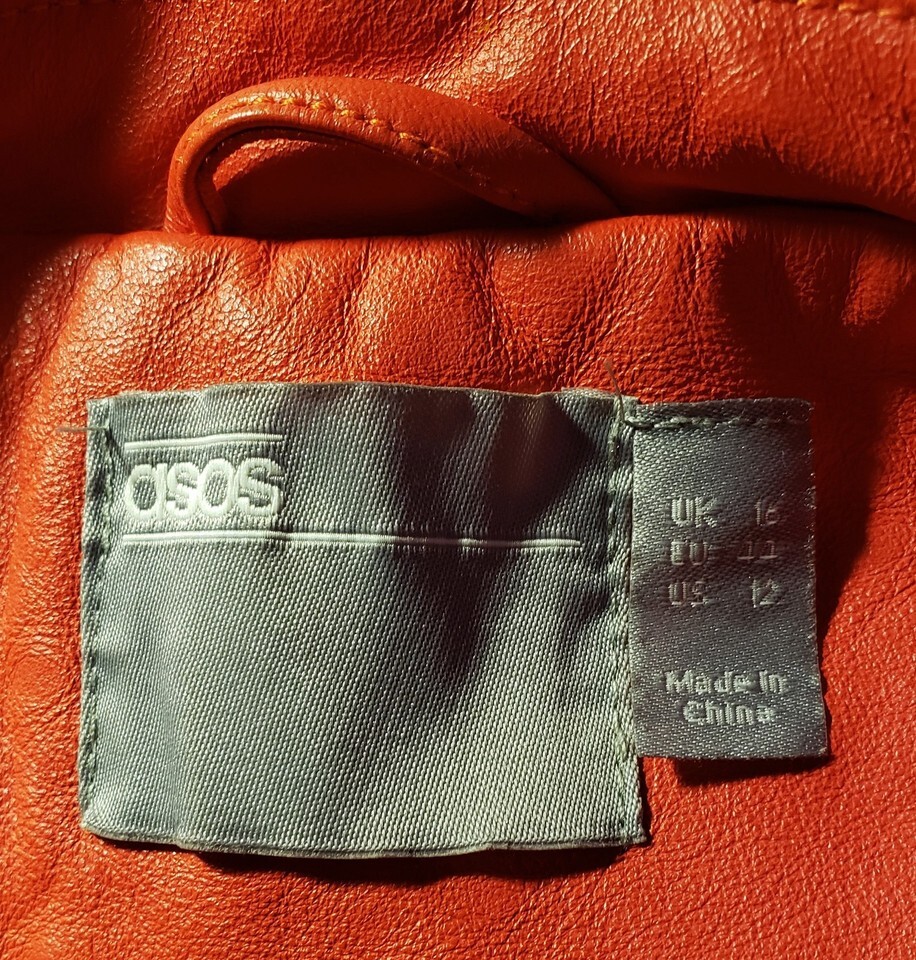 asos
UK 16
EU 44
US 12
Made in
China